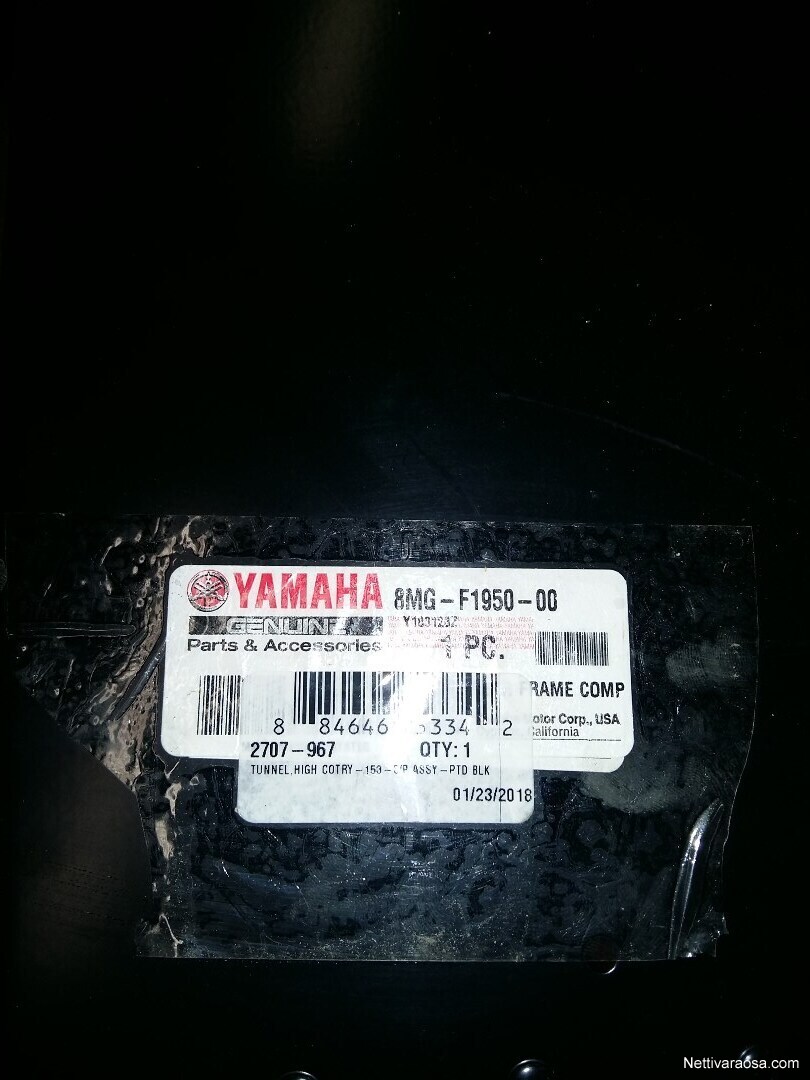 YAMAHA 8MG-F1950-00
GENUINE
Parts & Accessories
1 PC.
FRAME COMP
Corp., USA
California
8 84646 2
2707-967 QTY: 1
TUNNEL,HIGH COTRY-153- ASSY-PTD BLK
01/23/2018
Nettivaraosa.com